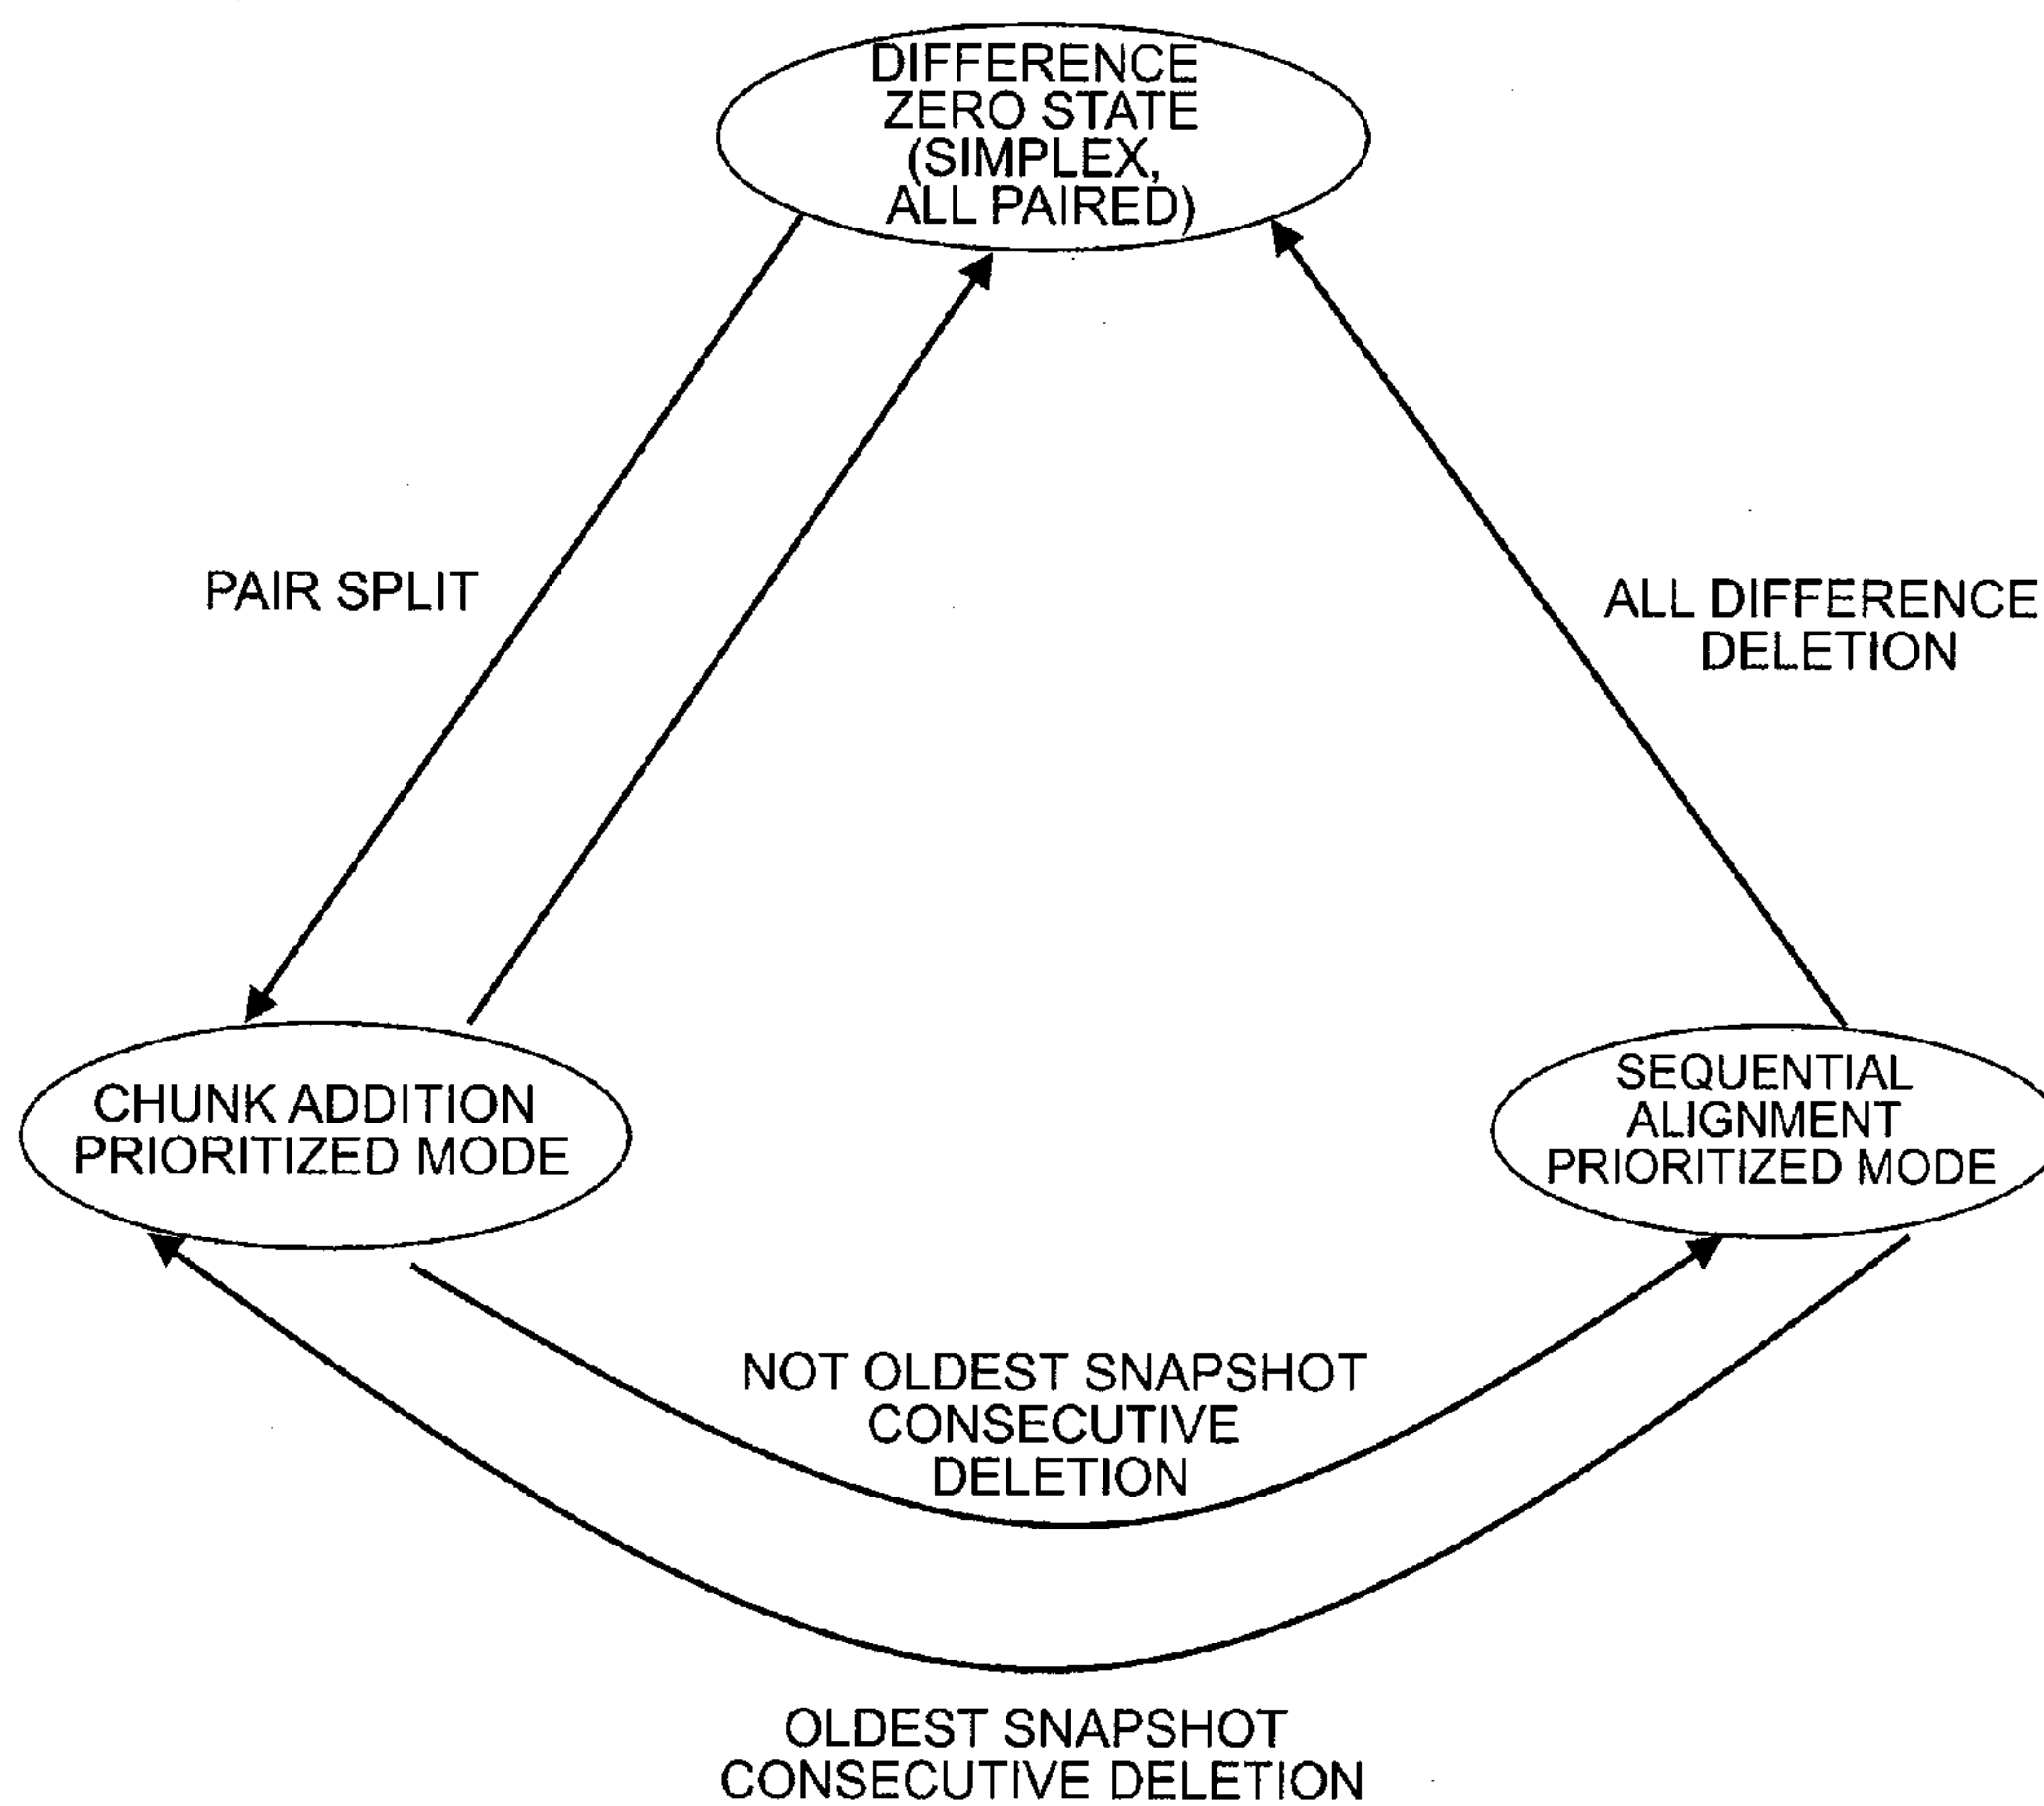 DIFFERENCE
ZERO STATE
(SIMPLEX,
ALL PAIRED)
PAIR SPLIT
ALL DIFFERENCE
DELETION
CHUNK ADDITION
PRIORITIZED MODE
SEQUENTIAL
ALIGNMENT
PRIORITIZED MODE
NOT OLDEST SNAPSHOT
CONSECUTIVE
DELETION
OLDEST SNAPSHOT
CONSECUTIVE DELETION